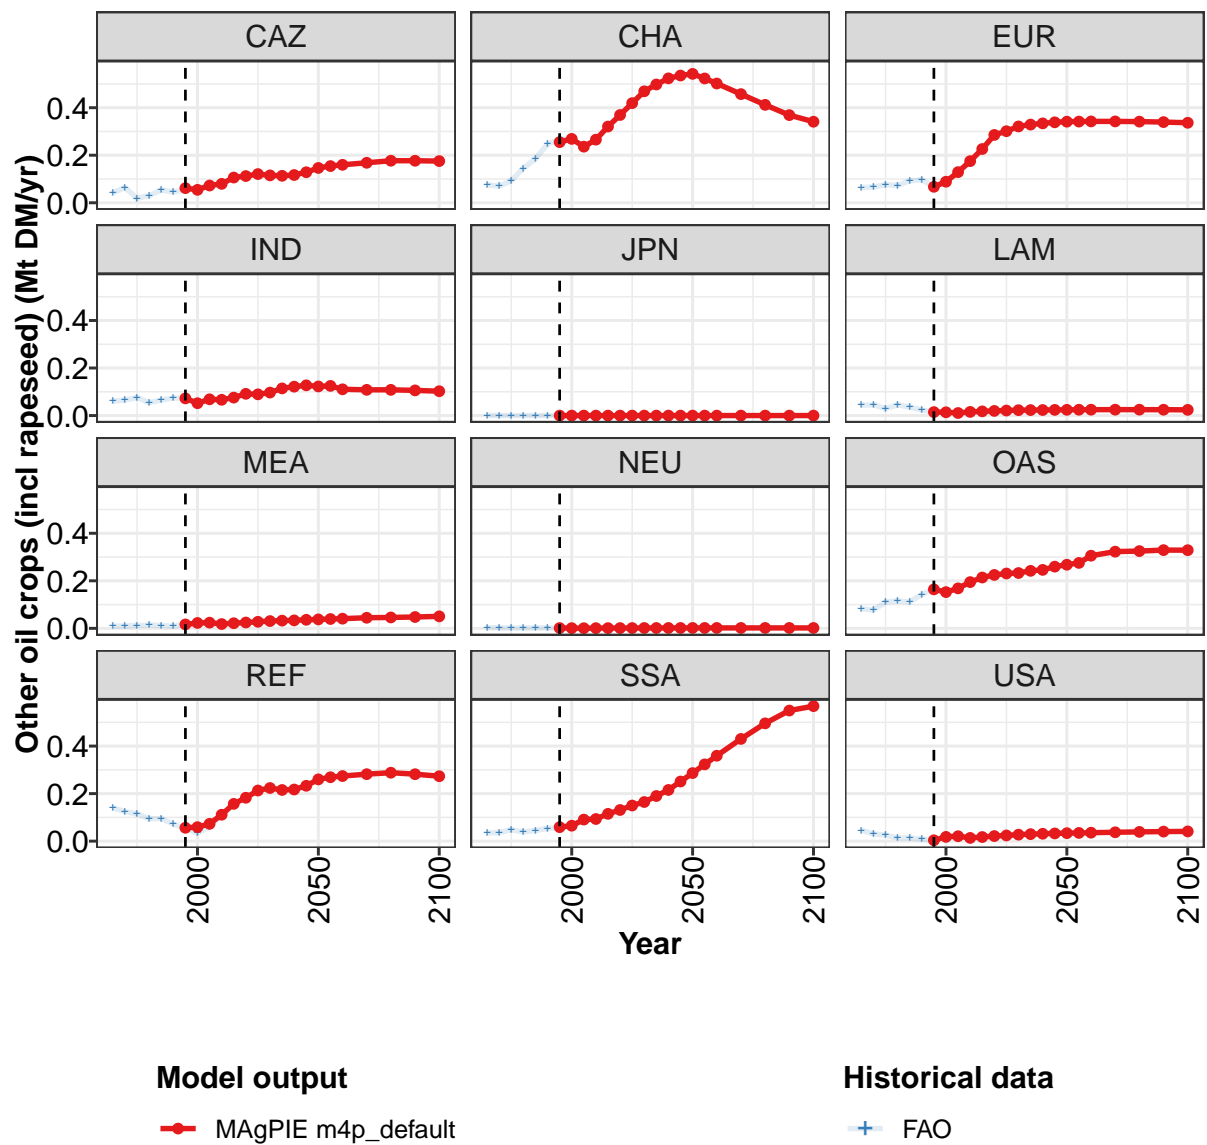 CAZ CHA EUR
0.4
0.2
0.0
IND JPN LAM
0.4
0.2
0.0
MEA NEU OAS
0.4
0.2
0.0
REF SSA USA
0.4
0.2
0.0
2000 2050 2100 2000 2050 2100 2000 2050 2100
Other oil crops (incl rapeseed) (Mt DM/yr)
Year
Model output Historical data
MAgPIE m4p_default FAO